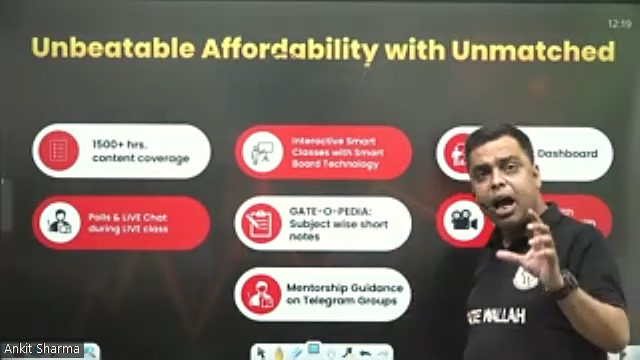 12:19
Unbeatable Affordability with Unmatched
1500+ hrs.
content coverage
Interactive Smart
Classes with Smart
Board Technology
Dashboard
Polls & LIVE Chat
during LIVE class
GATE-O-PEDIA:
Subject wise short
notes
Mentorship Guidance
on Telegram Groups
WALLAH
Ankit Sharma